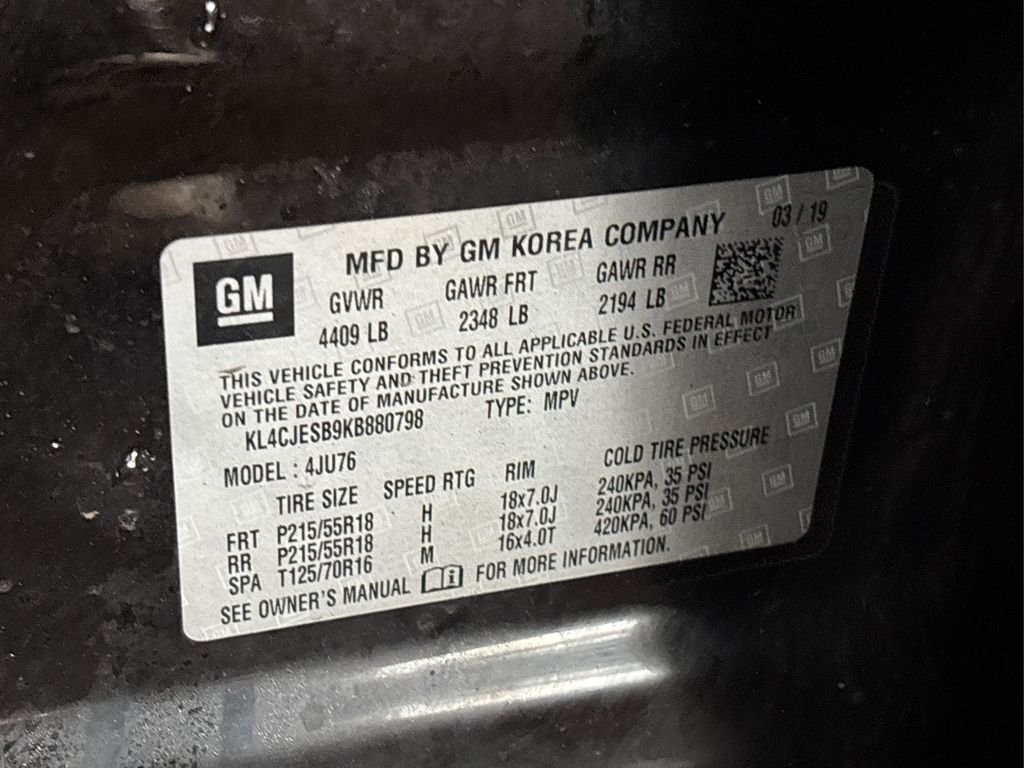 GM
MFD BY GM KOREA COMPANY 03 / 19
GVWR GAWR FRT GAWR RR
4409 LB 2348 LB 2194 LB
THIS VEHICLE CONFORMS TO ALL APPLICABLE U.S. FEDERAL MOTOR
VEHICLE SAFETY AND THEFT PREVENTION STANDARDS IN EFFECT
ON THE DATE OF MANUFACTURE SHOWN ABOVE.
KL4CJESB9KB880798 TYPE: MPV
MODEL : 4JU76
TIRE SIZE SPEED RTG RIM COLD TIRE PRESSURE
FRT P215/55R18 H 18x7.0J 240KPA, 35 PSI
RR P215/55R18 H 18x7.0J 240KPA, 35 PSI
SPA T125/70R16 M 16x4.0T 420KPA, 60 PSI
SEE OWNER'S MANUAL FOR MORE INFORMATION.